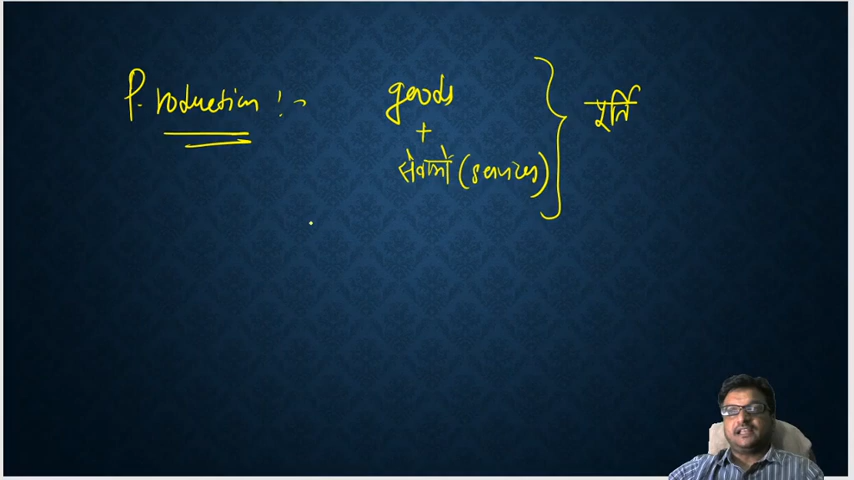 Production :- goods
+
सेवाओं (services)
पूर्ति